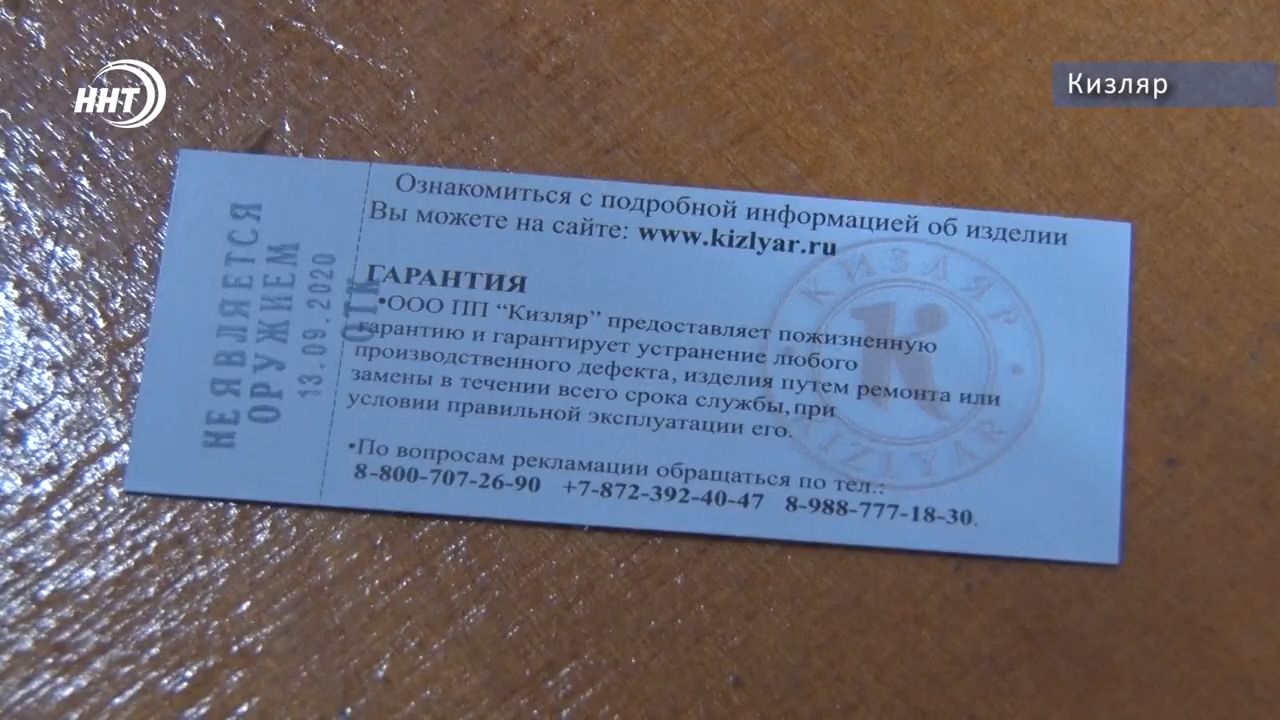 ННТ
Кизляр
Ознакомиться с подробной информацией об изделии
Вы можете на сайте: www.kizlyar.ru
ГАРАНТИЯ
•ООО ПП “Кизляр” предоставляет пожизненную
гарантию и гарантирует устранение любого
производственного дефекта, изделия путем ремонта или
замены в течении всего срока службы, при
условии правильной эксплуатации его.
•По вопросам рекламации обращаться по тел.:
8-800-707-26-90 +7-872-392-40-47 8-988-777-18-30.
НЕ ЯВЛЯЕТСЯ
ОРУЖИЕМ
13.09.2020
ОТК
КИЗЛЯР
K
KIZLYAR